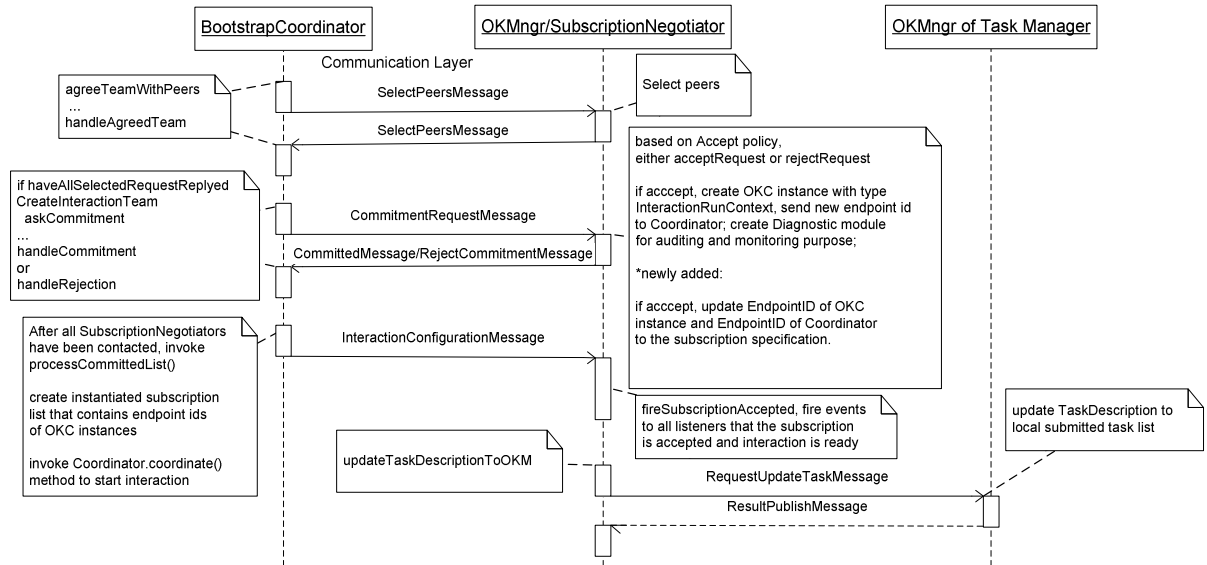 BootstrapCoordinator
OKMngr/SubscriptionNegotiator
OKMngr of Task Manager
Communication Layer
agreeTeamWithPeers
...
handleAgreedTeam
SelectPeersMessage
Select peers
SelectPeersMessage
based on Accept policy,
either acceptRequest or rejectRequest
if acccept, create OKC instance with type
InteractionRunContext, send new endpoint id
to Coordinator; create Diagnostic module
for auditing and monitoring purpose;
*newly added:
if acccept, update EndpointID of OKC
instance and EndpointID of Coordinator
to the subscription specification.
if haveAllSelectedRequestReplyed
CreateInteractionTeam
askCommitment
...
handleCommitment
or
handleRejection
CommitmentRequestMessage
CommittedMessage/RejectCommitmentMessage
After all SubscriptionNegotiators
have been contacted, invoke
processCommittedList()
create instantiated subscription
list that contains endpoint ids
of OKC instances
invoke Coordinator.coordinate()
method to start interaction
InteractionConfigurationMessage
fireSubscriptionAccepted, fire events
to all listeners that the subscription
is accepted and interaction is ready
update TaskDescription to
local submitted task list
updateTaskDescriptionToOKM
RequestUpdateTaskMessage
ResultPublishMessage